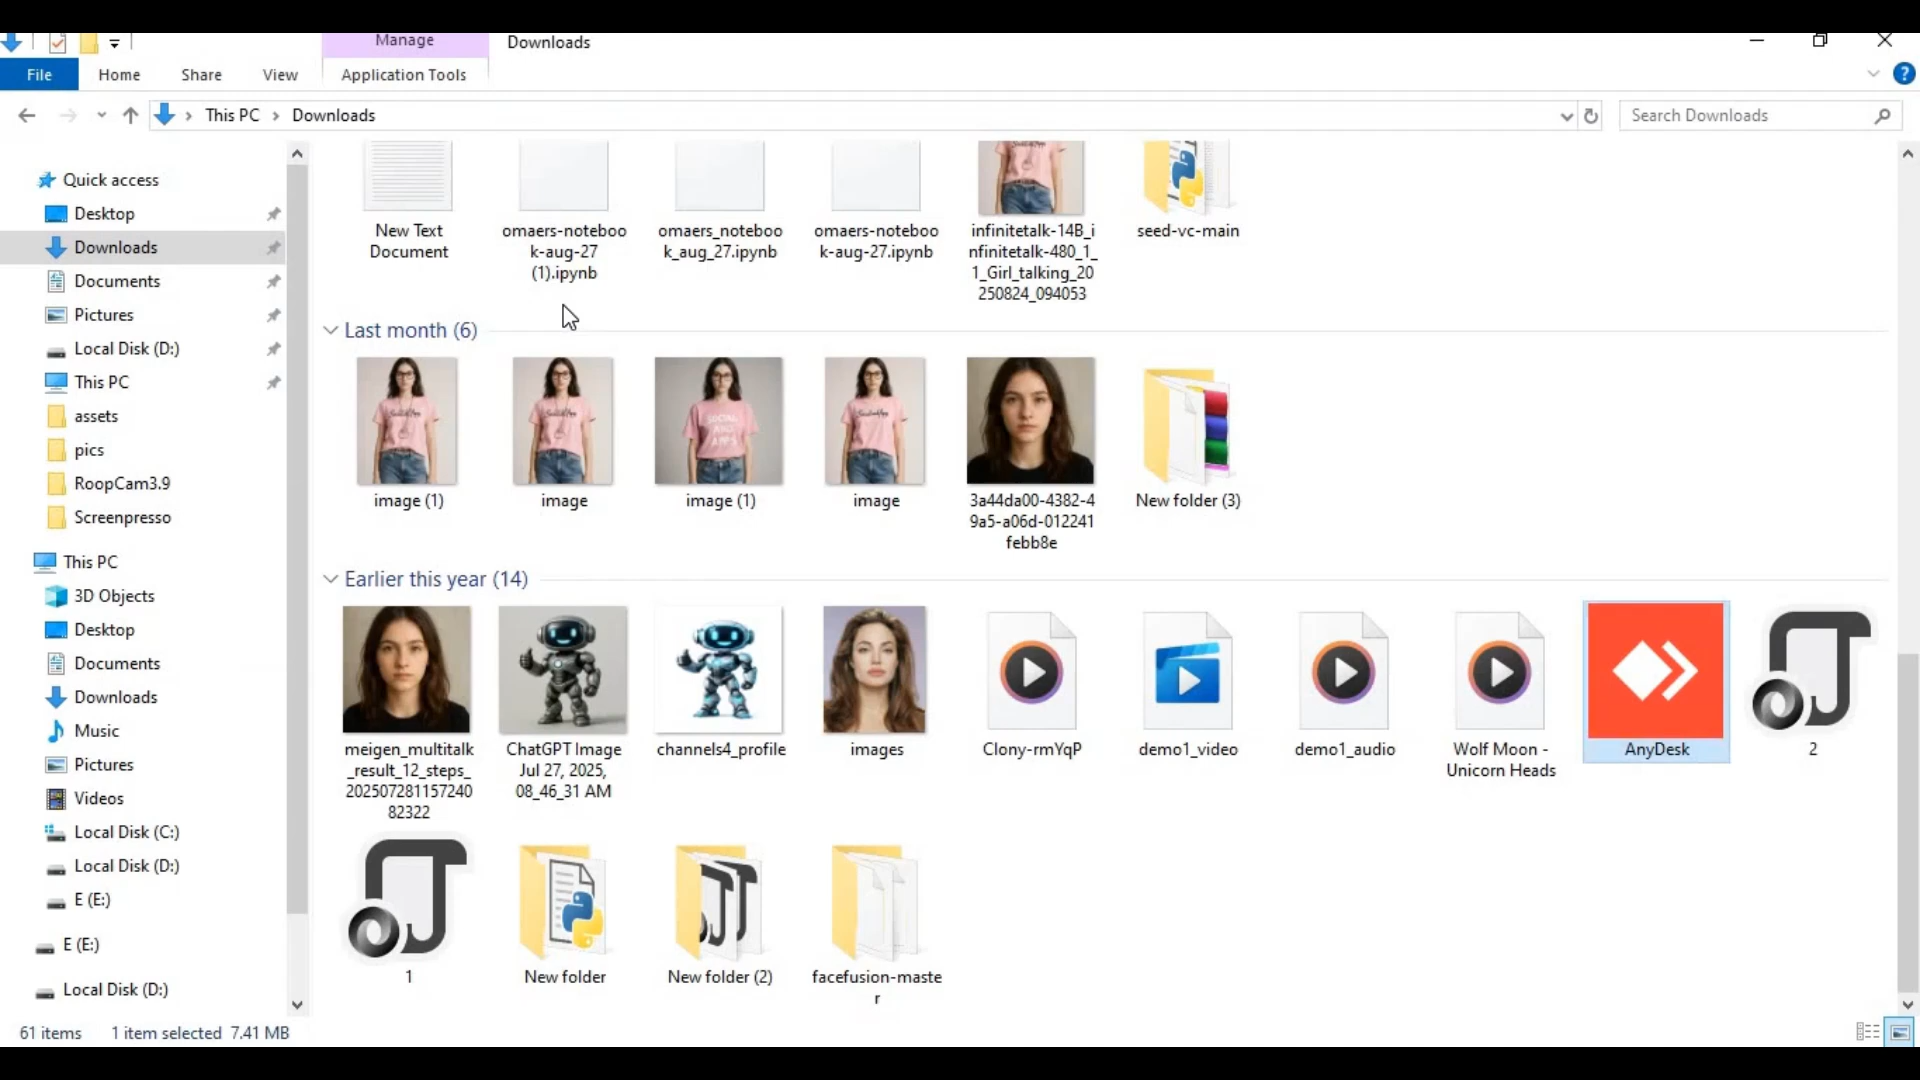 Manage
Downloads
File
Home
Share
View
Application Tools
This PC
Downloads
Search Downloads
Quick access
Desktop
Downloads
Documents
Pictures
Local Disk (D:)
This PC
assets
pics
RoopCam3.9
Screenpresso
This PC
3D Objects
Desktop
Documents
Downloads
Music
Pictures
Videos
Local Disk (C:)
Local Disk (D:)
E (E:)
E (E:)
Local Disk (D:)
New Text
Document
omaers-noteboo
k-aug-27
(1).ipynb
omaers_noteboo
k_aug_27.ipynb
omaers-noteboo
k-aug-27.ipynb
infinitetalk-14B_i
nfinitetalk-480_1_
1_Girl_talking_20
250824_094053
seed-vc-main
Last month (6)
image (1)
image
SOCIAL
AND
APPS
image (1)
image
3a44da00-4382-4
9a5-a06d-012241
febb8e
New folder (3)
Earlier this year (14)
meigen_multitalk
_result_12_steps_
202507281157240
82322
ChatGPT Image
Jul 27, 2025,
08_46_31 AM
channels4_profile
images
Clony-rmYqP
demo1_video
demo1_audio
Wolf Moon -
Unicorn Heads
AnyDesk
2
1
New folder
New folder (2)
facefusion-maste
r
61 items
1 item selected 7.41 MB